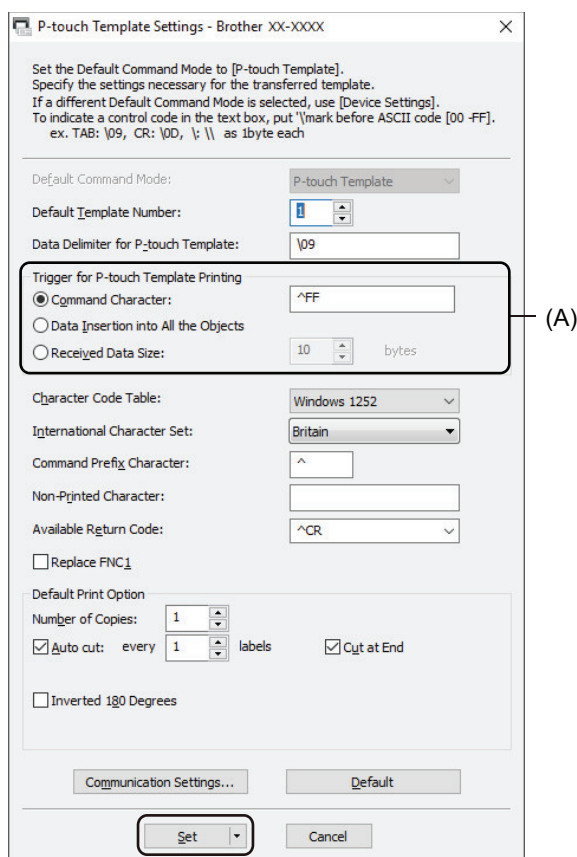 P-touch Template Settings - Brother XX-XXXX
Set the Default Command Mode to [P-touch Template].
Specify the settings necessary for the transferred template.
If a different Default Command Mode is selected, use [Device Settings].
To indicate a control code in the text box, put '\'mark before ASCII code [00 -FF].
ex. TAB: \09, CR: \0D, \: \\ as 1byte each
Default Command Mode: P-touch Template
Default Template Number: 1
Data Delimiter for P-touch Template: \09
Trigger for P-touch Template Printing
Command Character: ^FF
(A)
Data Insertion into All the Objects
Received Data Size: 10 bytes
Character Code Table: Windows 1252
International Character Set: Britain
Command Prefix Character: ^
Non-Printed Character:
Available Return Code: ^CR
Replace FNC1
Default Print Option
Number of Copies: 1
Auto cut: every 1 labels Cut at End
Inverted 180 Degrees
Communication Settings... Default
Set Cancel